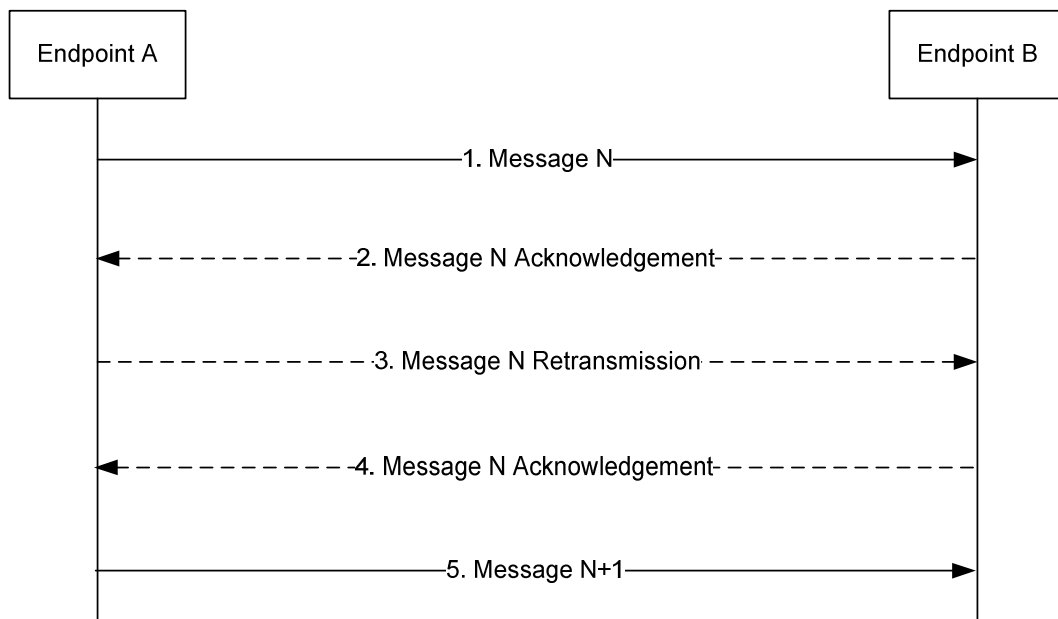 Endpoint A
Endpoint B
1. Message N
2. Message N Acknowledgement
3. Message N Retransmission
4. Message N Acknowledgement
5. Message N+1